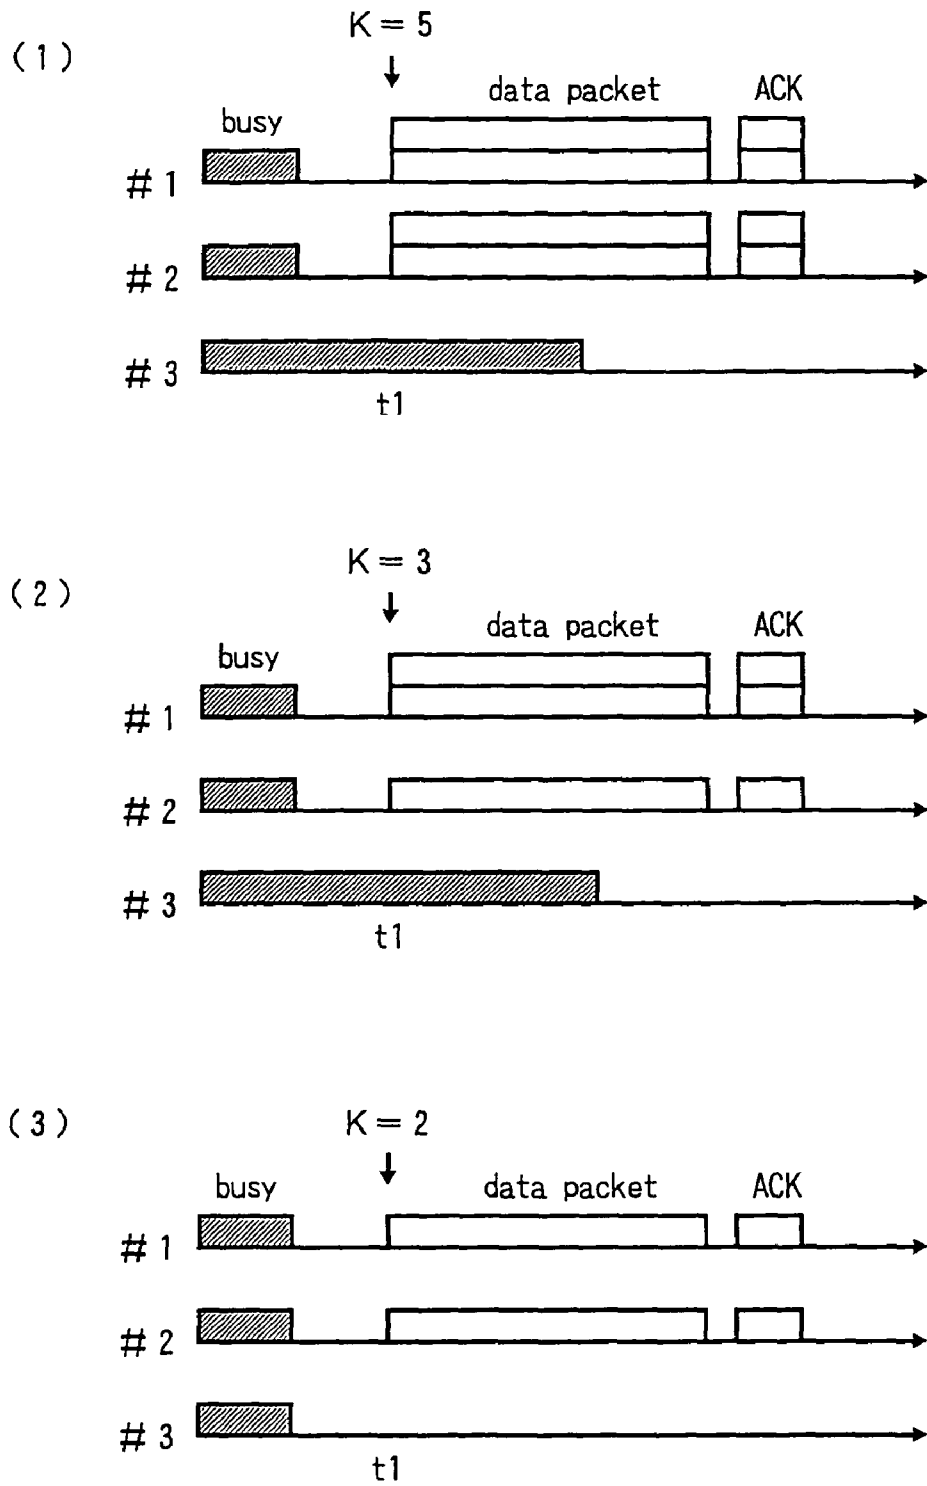 (1)
K=5
data packet ACK
busy
#1
#2
#3
t1
(2)
K=3
data packet ACK
busy
#1
#2
#3
t1
(3)
K=2
busy data packet ACK
#1
#2
#3
t1